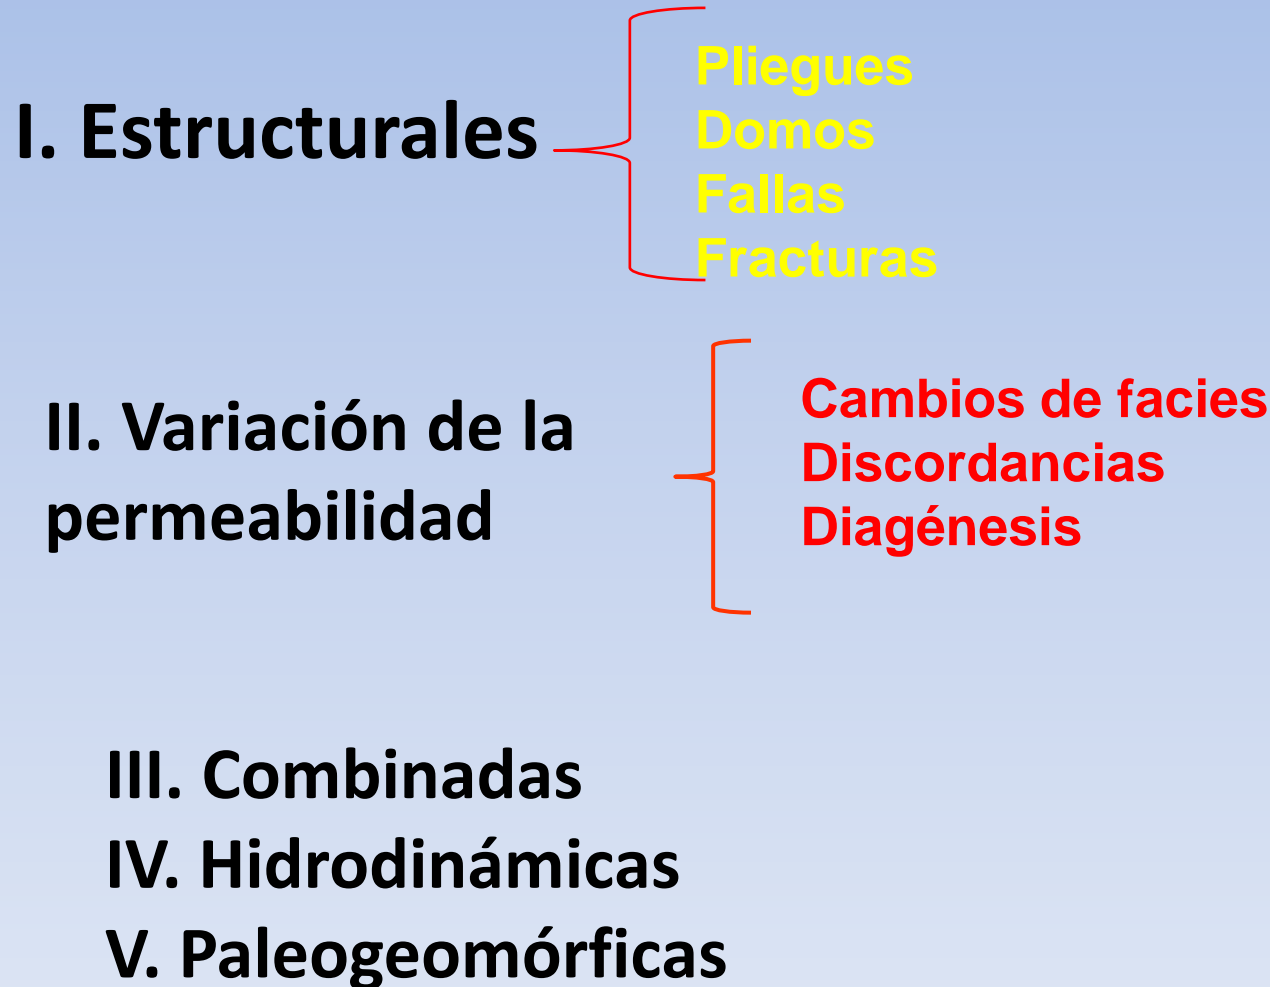 I. Estructurales
Pliegues
Domos
Fallas
Fracturas
II. Variación de la
permeabilidad
Cambios de facies
Discordancias
Diagénesis
III. Combinadas
IV. Hidrodinámicas
V. Paleogeomórficas